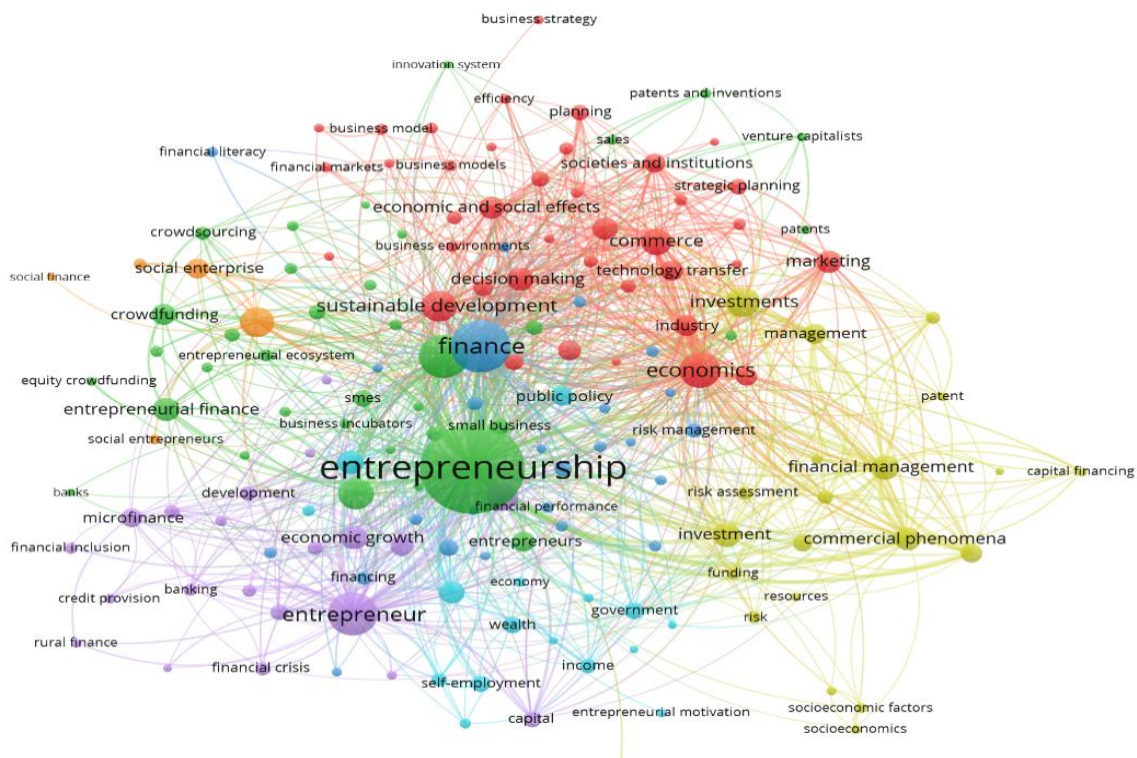 business strategy
innovation system
patents and inventions
efficiency
planning
business model
sales
venture capitalists
financial literacy
financial markets
business models
societies and institutions
strategic planning
economic and social effects
crowdsourcing
patents
business environments
commerce
marketing
social finance
social enterprise
decision making
technology transfer
sustainable development
investments
crowdfunding
industry
management
finance
entrepreneurial ecosystem
economics
equity crowdfunding
smes
public policy
patent
entrepreneurial finance
business incubators
small business
risk management
social entrepreneurs
entrepreneurship
financial management
capital financing
banks
development
risk assessment
financial performance
microfinance
economic growth
entrepreneurs
investment
commercial phenomena
financial inclusion
financing
economy
funding
credit provision
banking
resources
entrepreneur
government
risk
wealth
rural finance
financial crisis
income
self-employment
socioeconomic factors
capital
entrepreneurial motivation
socioeconomics